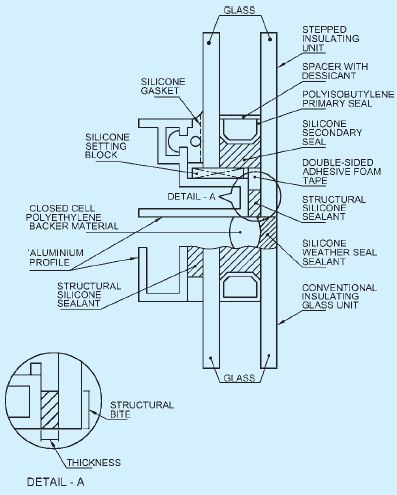 GLASS
STEPPED
INSULATING
UNIT
SPACER WITH
DESSICANT
POLYISOBUTYLENE
PRIMARY SEAL
SILICONE
SECONDARY
SEAL
DOUBLE-SIDED
ADHESIVE FOAM
TAPE
STRUCTURAL
SILICONE
SEALANT
SILICONE
WEATHER SEAL
SEALANT
CONVENTIONAL
INSULATING
GLASS UNIT
SILICONE
GASKET
SILICONE
SETTING
BLOCK
DETAIL - A
CLOSED CELL
POLYETHYLENE
BACKER MATERIAL
'ALUMINIUM
PROFILE
STRUCTURAL
SILICONE
SEALANT
GLASS
STRUCTURAL
BITE
THICKNESS
DETAIL - A